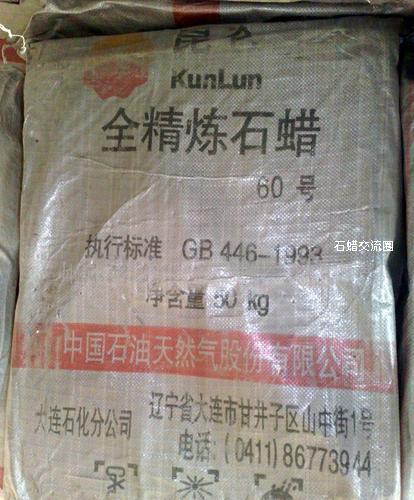 昆仑
KunLun
全精炼石蜡
60 号
石蜡交流圈
执行标准 GB 446-1993
净含量 50 kg
中国石油天然气股份有限公司
大连石化分公司
辽宁省大连市甘井子区山中街1号
电话: (0411) 86773944